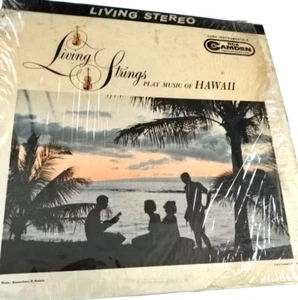 LIVING STEREO
RCA
CAMDEN
Living Strings
PLAY MUSIC OF HAWAII